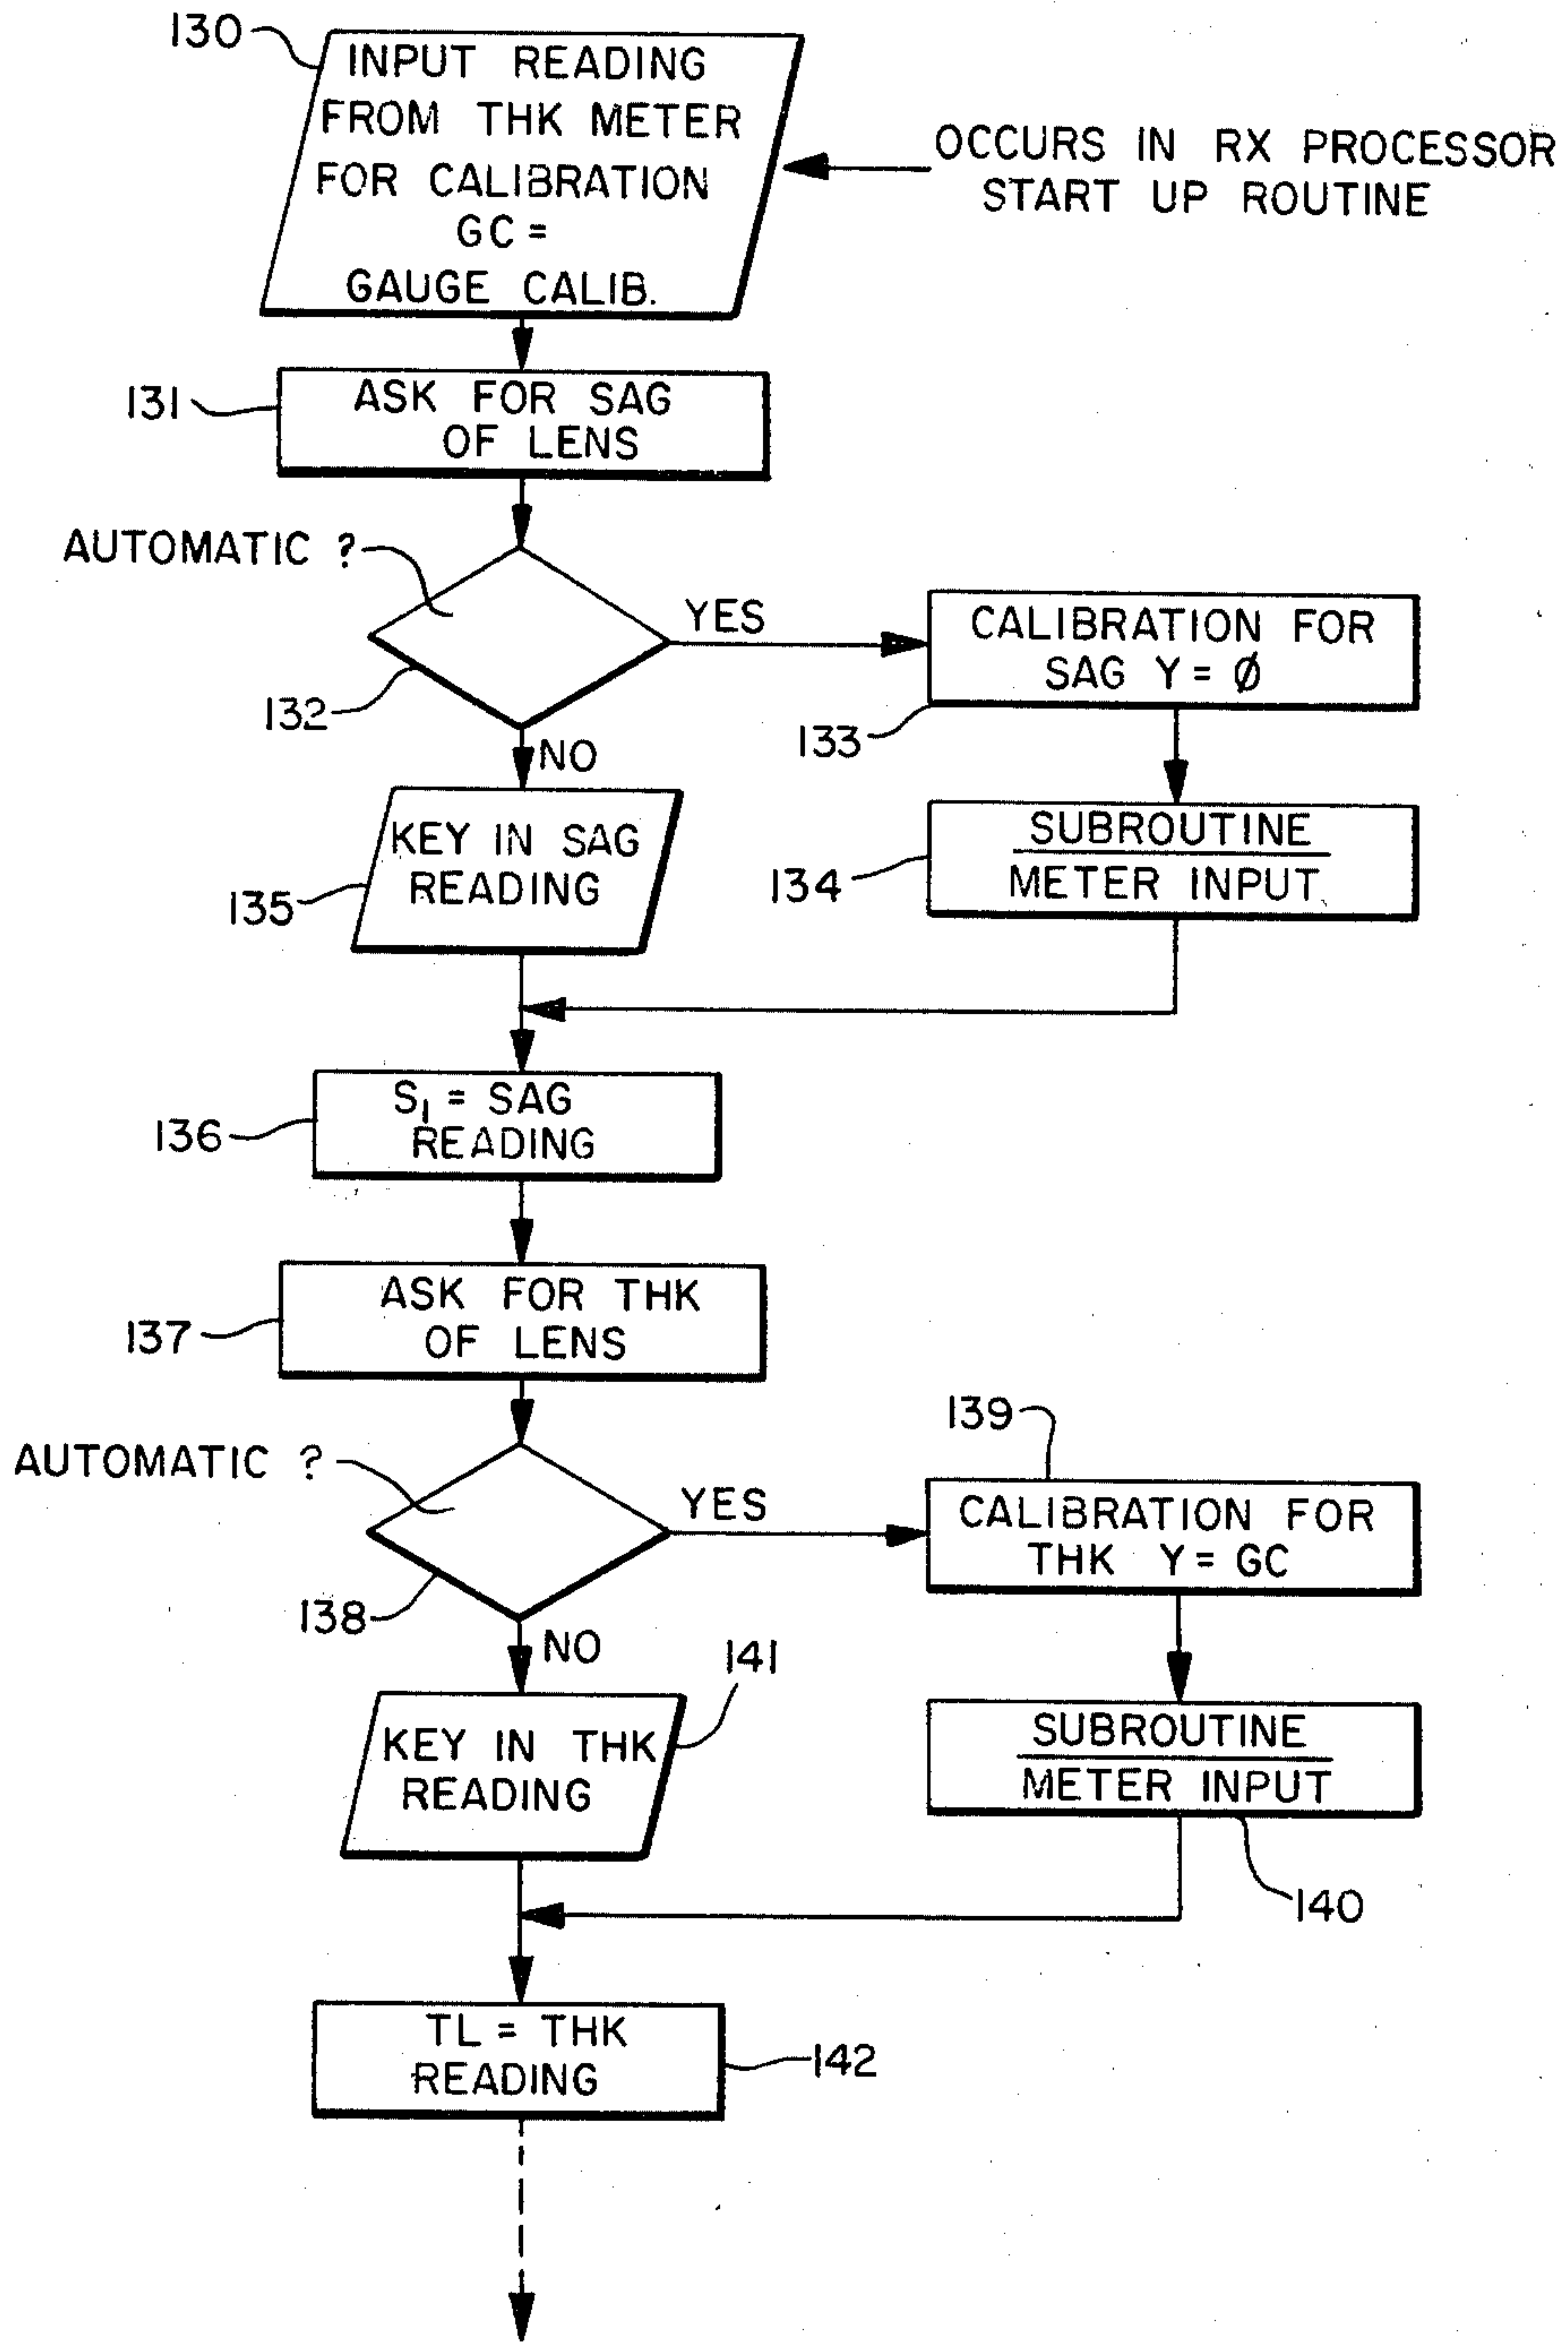 130
INPUT READING
FROM THK METER
FOR CALIBRATION
GC =
GAUGE CALIB.
OCCURS IN RX PROCESSOR
START UP ROUTINE
131
ASK FOR SAG
OF LENS
AUTOMATIC ?
132
YES
NO
CALIBRATION FOR
SAG Y = Ø
133
SUBROUTINE
METER INPUT
134
KEY IN SAG
READING
135
S₁ = SAG
READING
136
ASK FOR THK
OF LENS
137
AUTOMATIC ?
138
YES
NO
139
CALIBRATION FOR
THK Y = GC
141
KEY IN THK
READING
SUBROUTINE
METER INPUT
140
TL = THK
READING
142